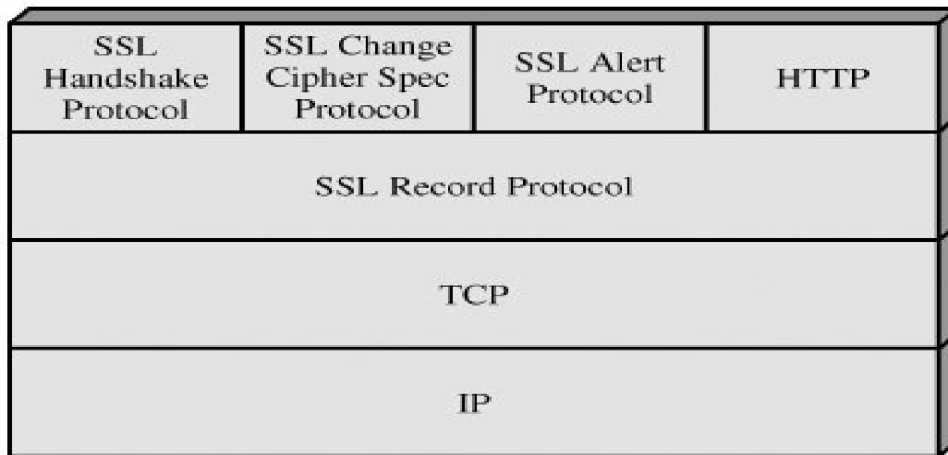 SSL
Handshake
Protocol
SSL Change
Cipher Spec
Protocol
SSL Alert
Protocol
HTTP
SSL Record Protocol
TCP
IP